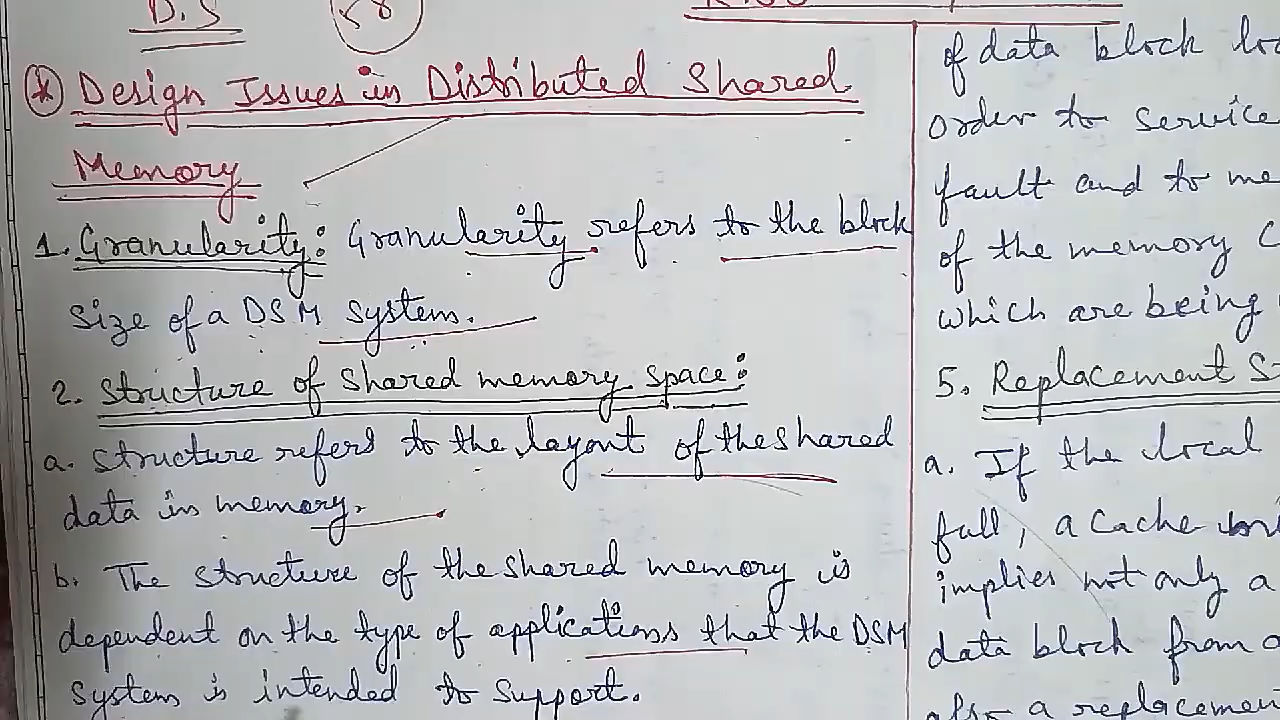 D.S
58
* Design Issues in Distributed Shared
Memory
1. Granularity: Granularity refers to the block
size of a DSM system.
2. Structure of Shared memory space:
a. Structure refers to the layout of the shared
data in memory.
b. The structure of the shared memory is
dependent on the type of applications that the DSM
System is intended to support.
of data block
order to service
fault and to
of the memory
which are being
5. Replacement
a. If the local
full, a cache
implies not only a
data block from
also a replacement